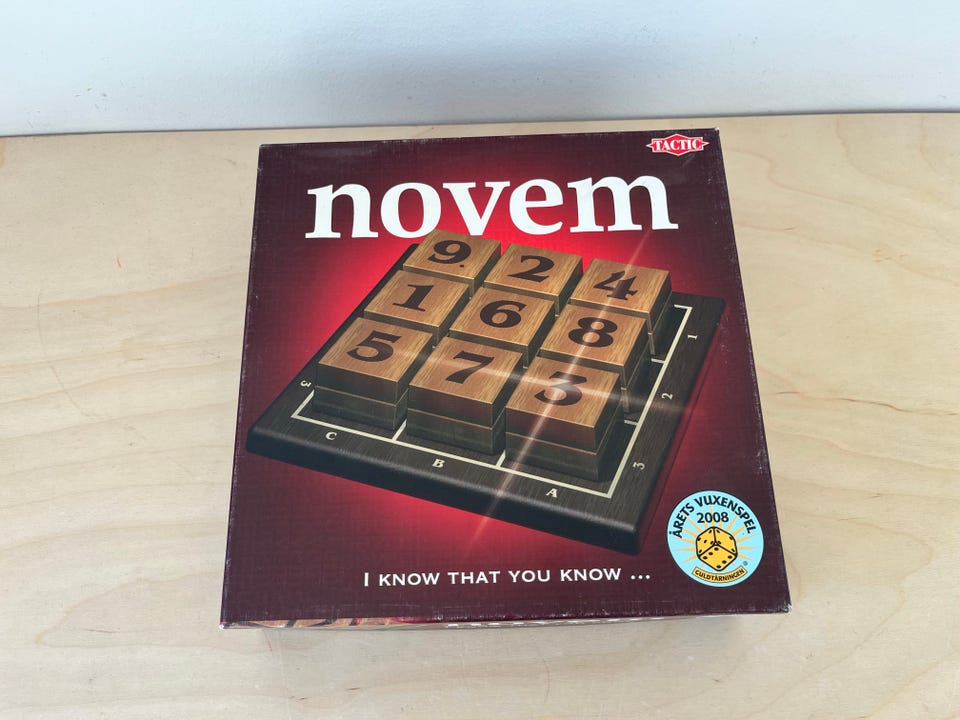 TACTIC
novem
9. 2 4
1 6 8
5 7 3
1
2
3
3
C B A
I KNOW THAT YOU KNOW ...
ÅRETS VUXENSPEL
2008
GULDTÄRNINGEN